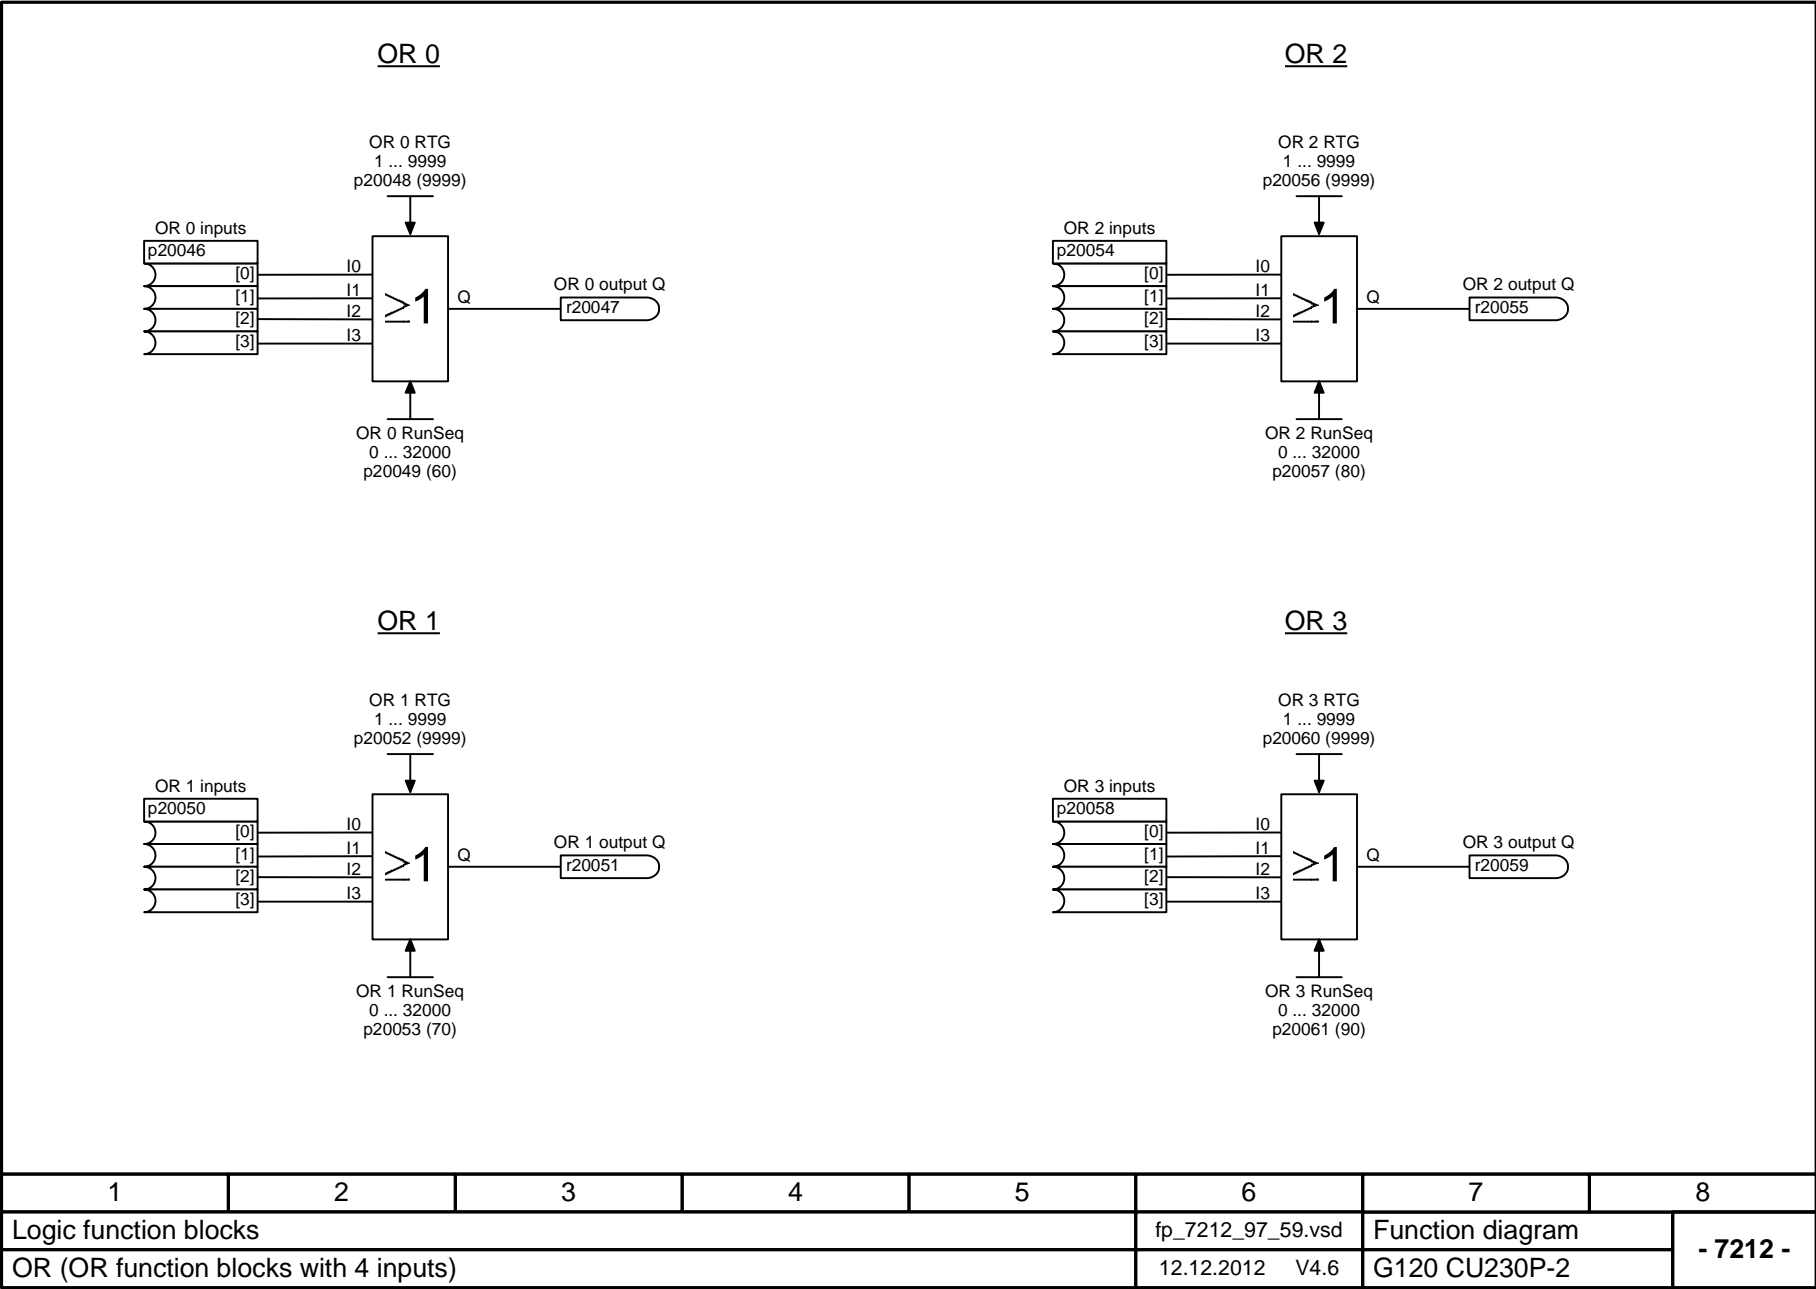 OR 0
OR 0 RTG
1 ... 9999
p20048 (9999)
OR 0 inputs
p20046
[0]
[1]
[2]
[3]
I0
I1
I2
I3
≥1
Q
OR 0 output Q
r20047
OR 0 RunSeq
0 ... 32000
p20049 (60)
OR 2
OR 2 RTG
1 ... 9999
p20056 (9999)
OR 2 inputs
p20054
[0]
[1]
[2]
[3]
I0
I1
I2
I3
≥1
Q
OR 2 output Q
r20055
OR 2 RunSeq
0 ... 32000
p20057 (80)
OR 1
OR 1 RTG
1 ... 9999
p20052 (9999)
OR 1 inputs
p20050
[0]
[1]
[2]
[3]
I0
I1
I2
I3
≥1
Q
OR 1 output Q
r20051
OR 1 RunSeq
0 ... 32000
p20053 (70)
OR 3
OR 3 RTG
1 ... 9999
p20060 (9999)
OR 3 inputs
p20058
[0]
[1]
[2]
[3]
I0
I1
I2
I3
≥1
Q
OR 3 output Q
r20059
OR 3 RunSeq
0 ... 32000
p20061 (90)
1 2 3 4 5 6 7 8
Logic function blocks fp_7212_97_59.vsd Function diagram
- 7212 -
OR (OR function blocks with 4 inputs) 12.12.2012 V4.6 G120 CU230P-2